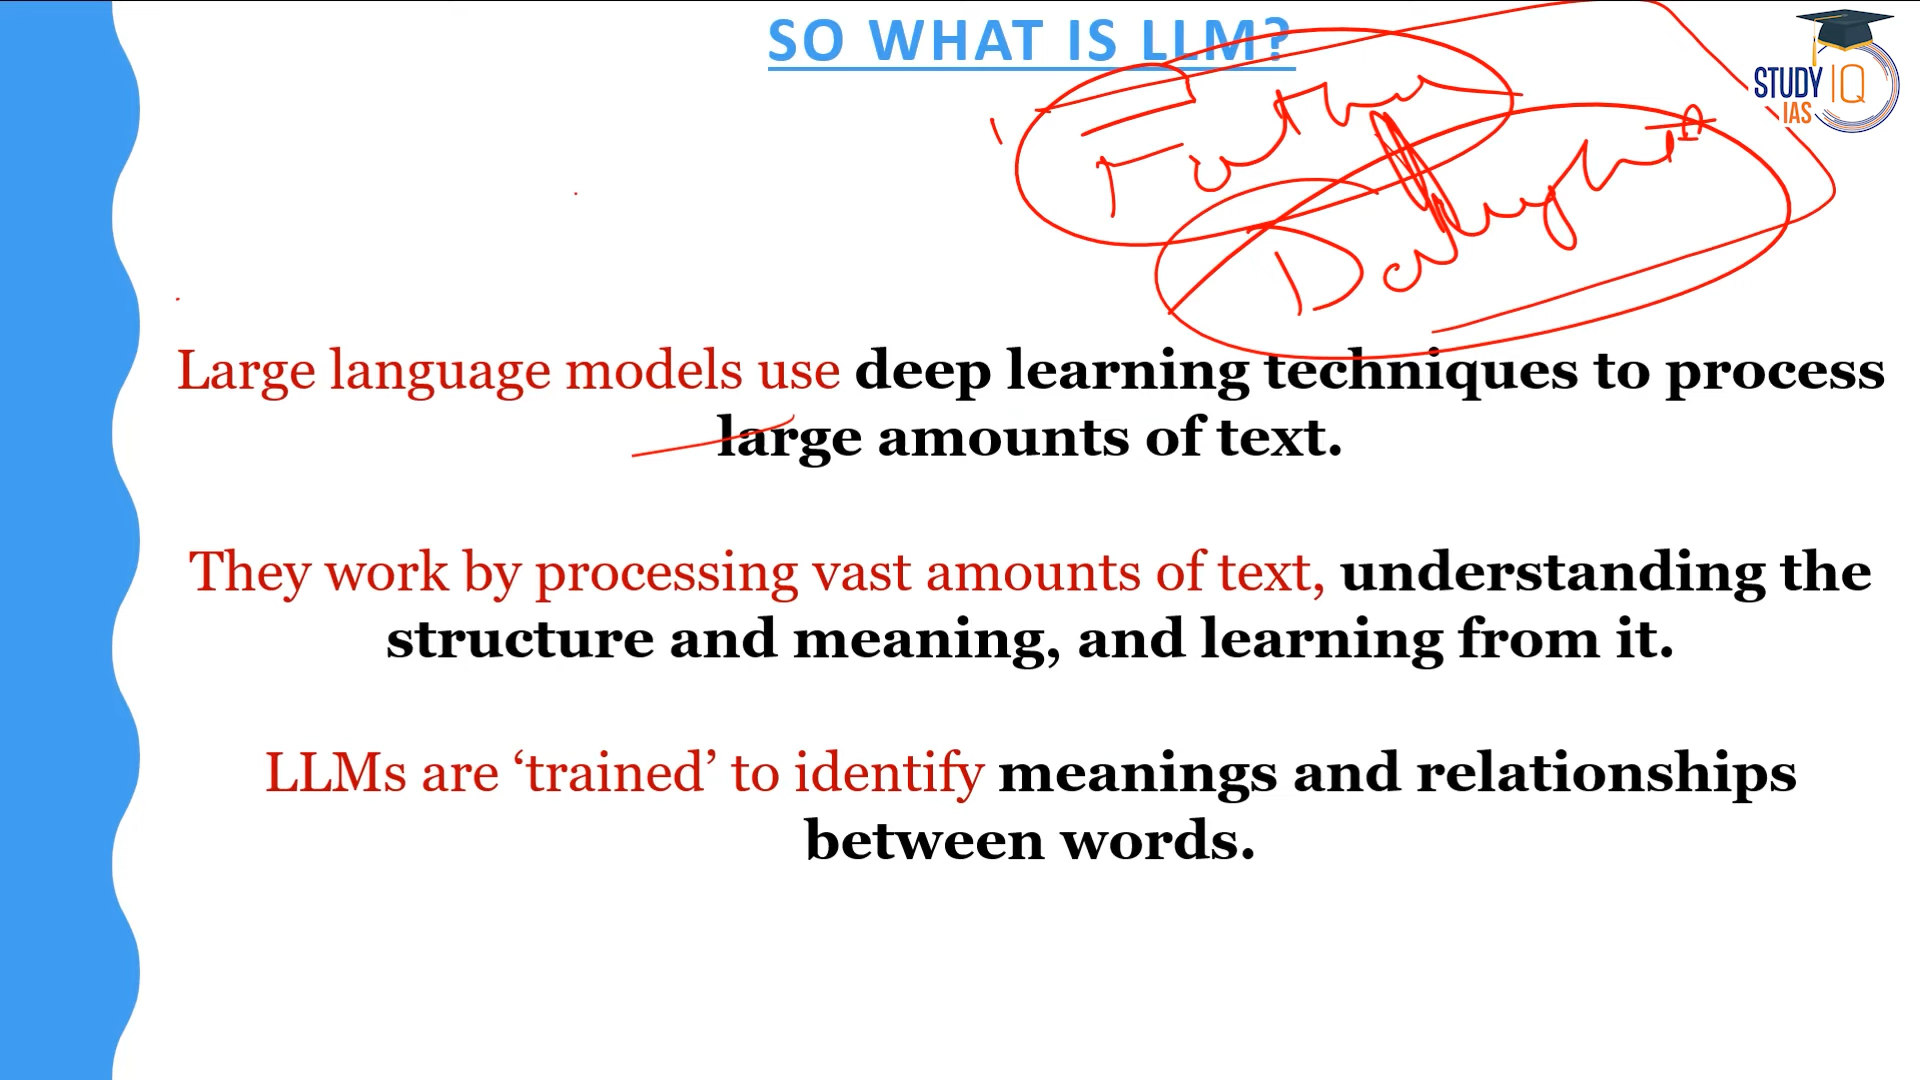 SO WHAT IS LLM?
STUDY IQ
IAS
Father
Daughter
Large language models use deep learning techniques to process
large amounts of text.
They work by processing vast amounts of text, understanding the
structure and meaning, and learning from it.
LLMs are ‘trained’ to identify meanings and relationships
between words.